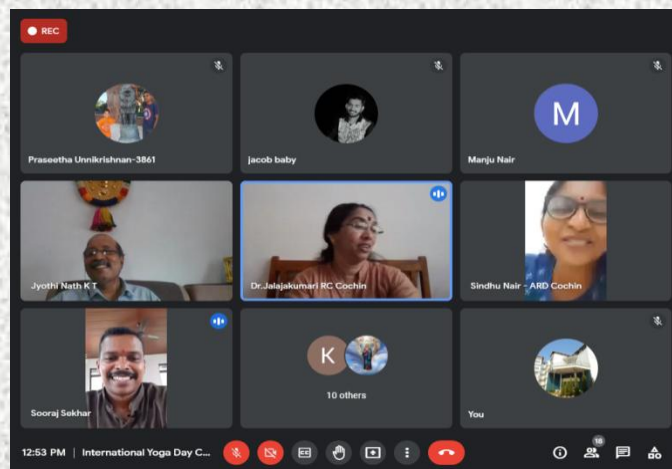 REC
Praseetha Unnikrishnan-3861
jacob baby
M
Manju Nair
Jyothi Nath K T
Dr.Jalajakumari RC Cochin
Sindhu Nair - ARD Cochin
Sooraj Sekhar
K
10 others
You
12:53 PM | International Yoga Day C...
CC
18